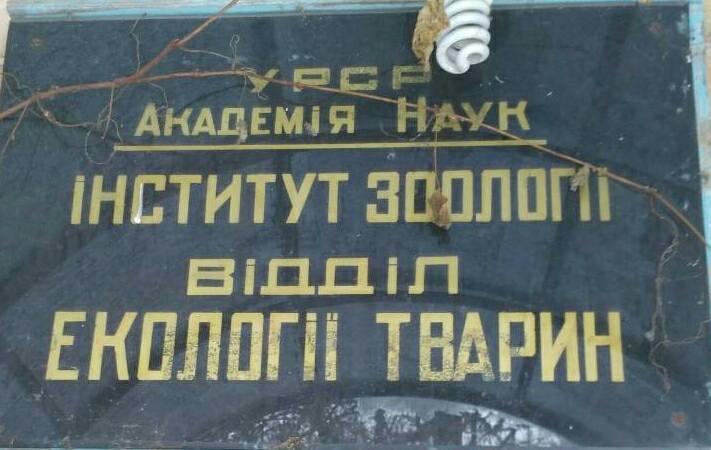 УРСР
АКАДЕМІЯ НАУК
ІНСТИТУТ ЗООЛОГІЇ
ВІДДІЛ
ЕКОЛОГІЇ ТВАРИН